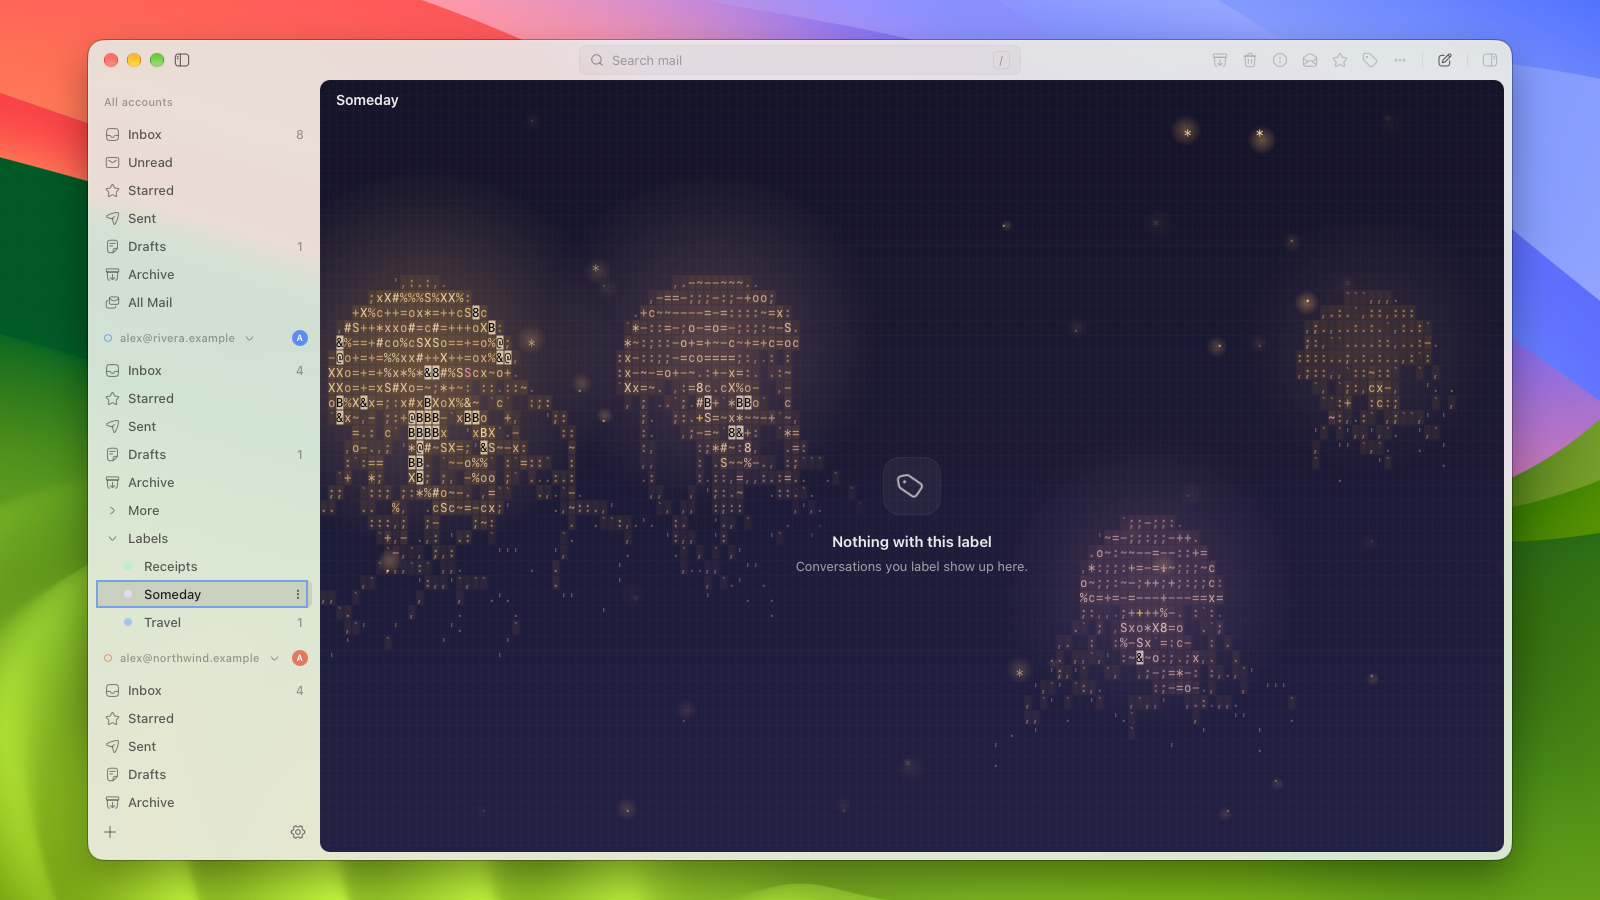 Search mail
/
All accounts
Inbox 8
Unread
Starred
Sent
Drafts 1
Archive
All Mail
alex@rivera.example A
Inbox 4
Starred
Sent
Drafts 1
Archive
More
Labels
Receipts
Someday
Travel 1
alex@northwind.example A
Inbox 4
Starred
Sent
Drafts
Archive
Someday
Nothing with this label
Conversations you label show up here.